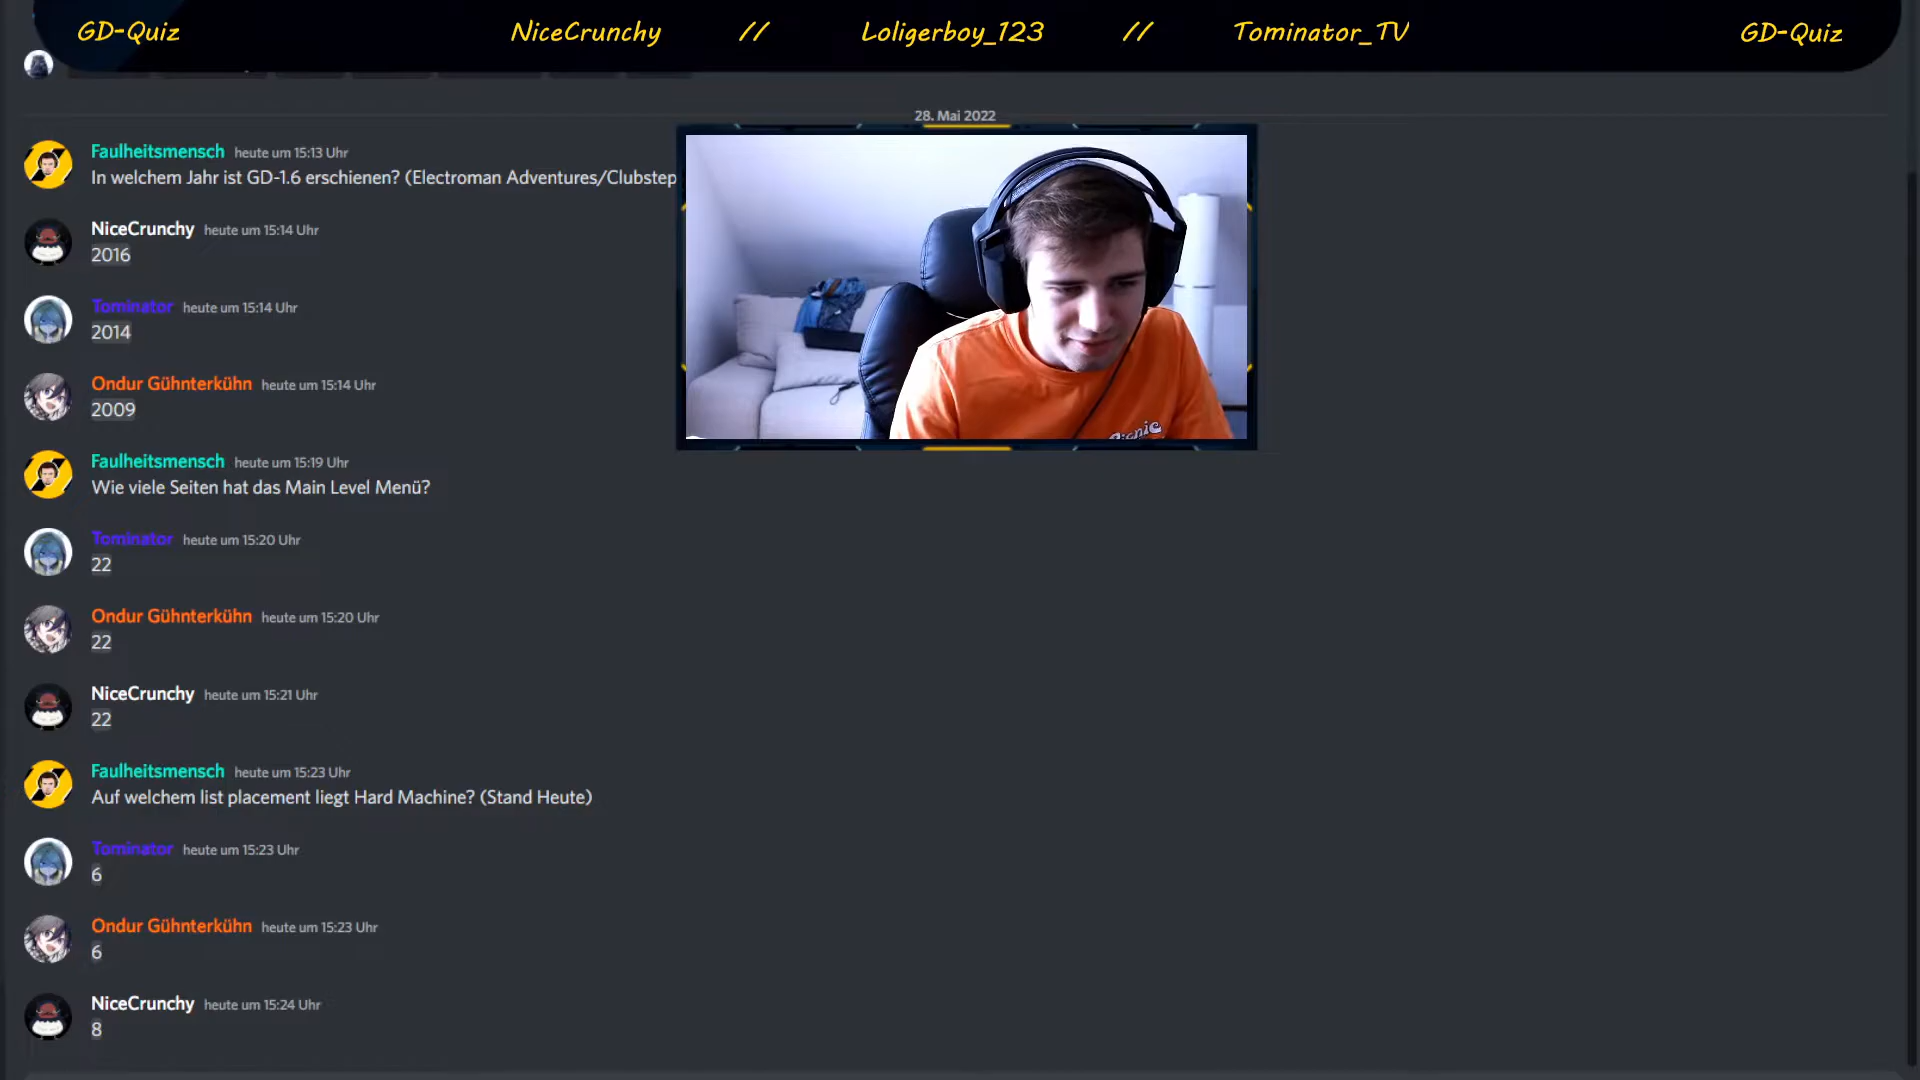 GD-Quiz NiceCrunchy // Loligerboy_123 // Tominator_TV GD-Quiz
28. Mai 2022
Faulheitsmensch heute um 15:13 Uhr
In welchem Jahr ist GD-1.6 erschienen? (Electroman Adventures/Clubstep
NiceCrunchy heute um 15:14 Uhr
2016
Tominator heute um 15:14 Uhr
2014
Ondur Gühnterkühn heute um 15:14 Uhr
2009
Picnic
Faulheitsmensch heute um 15:19 Uhr
Wie viele Seiten hat das Main Level Menü?
Tominator heute um 15:20 Uhr
22
Ondur Gühnterkühn heute um 15:20 Uhr
22
NiceCrunchy heute um 15:21 Uhr
22
Faulheitsmensch heute um 15:23 Uhr
Auf welchem list placement liegt Hard Machine? (Stand Heute)
Tominator heute um 15:23 Uhr
6
Ondur Gühnterkühn heute um 15:23 Uhr
6
NiceCrunchy heute um 15:24 Uhr
8